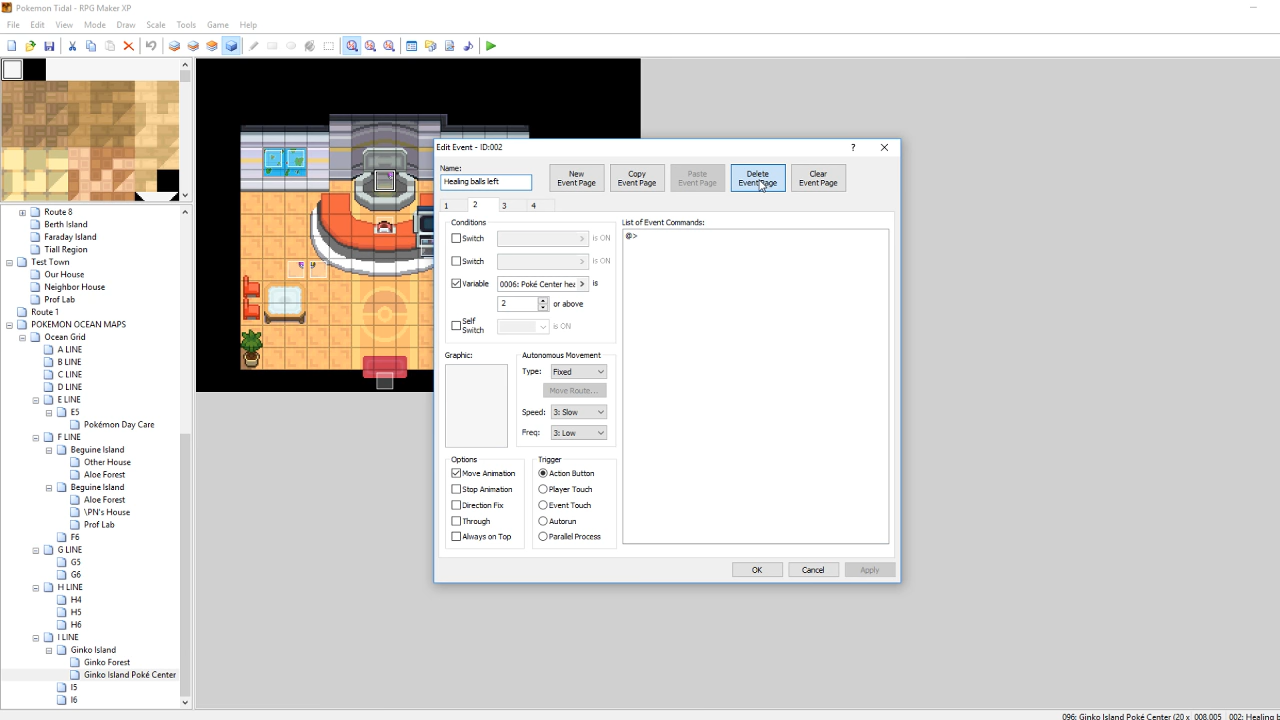 Pokemon Tidal - RPG Maker XP
File Edit View Mode Draw Scale Tools Game Help
Route 8
Berth Island
Faraday Island
Tiall Region
Test Town
Our House
Neighbor House
Prof Lab
Route 1
POKEMON OCEAN MAPS
Ocean Grid
A LINE
B LINE
C LINE
D LINE
E LINE
E5
Pokémon Day Care
F LINE
Beguine Island
Other House
Aloe Forest
Beguine Island
Aloe Forest
\PN's House
Prof Lab
F6
G LINE
G5
G6
H LINE
H4
H5
H6
I LINE
Ginko Island
Ginko Forest
Ginko Island Poké Center
I5
I6
Edit Event - ID:002
?
Name:
Healing balls left
New Event Page
Copy Event Page
Paste Event Page
Delete Event Page
Clear Event Page
1 2 3 4
Conditions
Switch is ON
Switch is ON
Variable 0006: Poké Center hea > is
2 or above
Self Switch is ON
Graphic:
Autonomous Movement
Type: Fixed
Move Route...
Speed: 3: Slow
Freq: 3: Low
Options
Move Animation
Stop Animation
Direction Fix
Through
Always on Top
Trigger
Action Button
Player Touch
Event Touch
Autorun
Parallel Process
List of Event Commands:
@>
OK Cancel Apply
096: Ginko Island Poké Center (20 x 008,005 002: Healing b